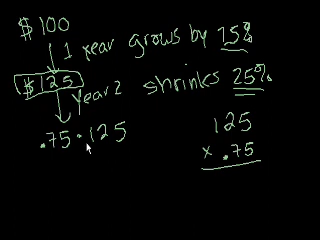 $100
1 year grows by 25%
$125
Year 2 shrinks 25%
.75 · 125
125
× .75